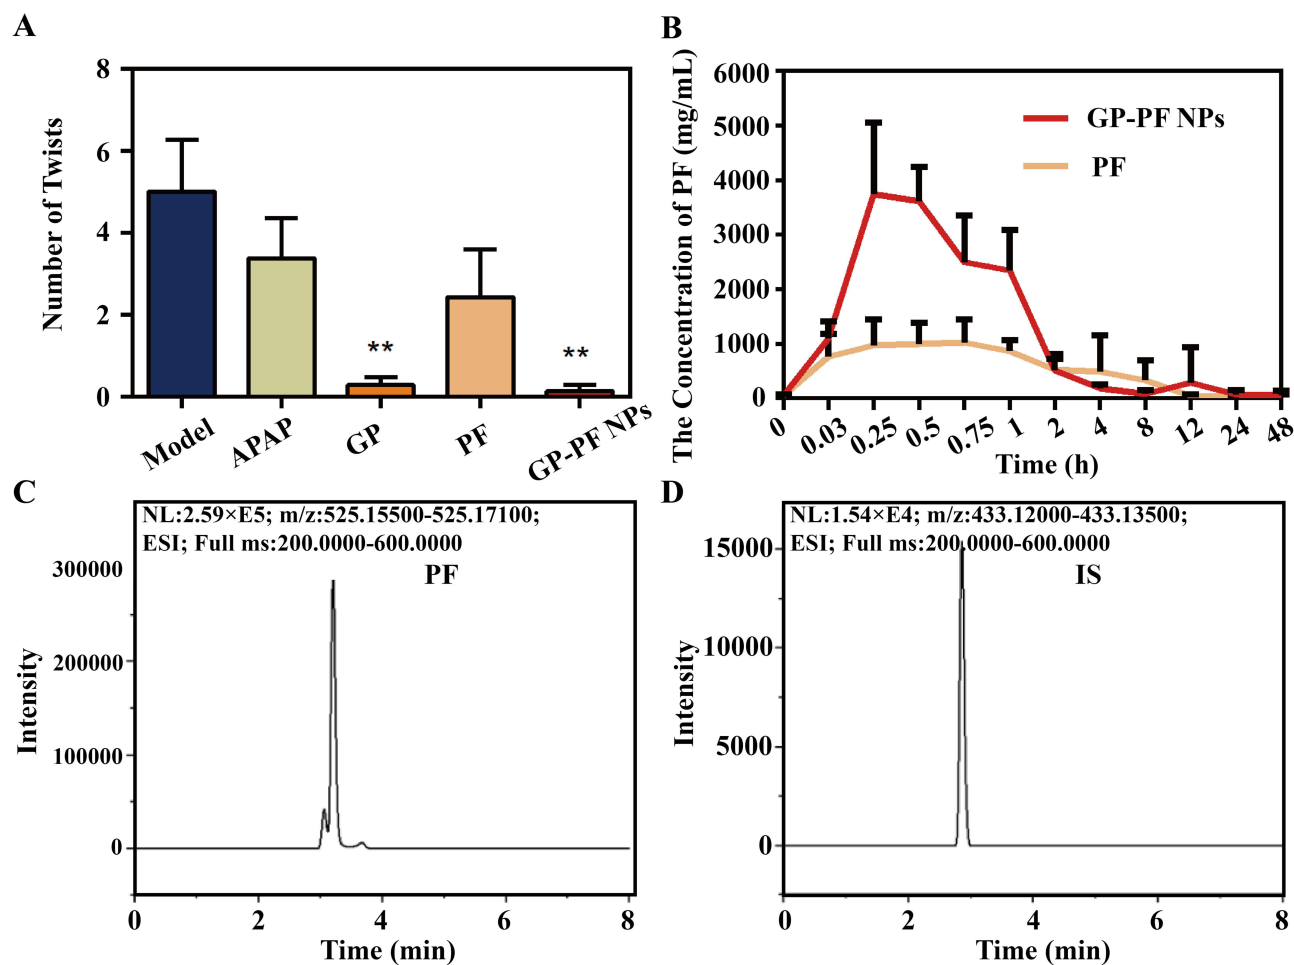 A
Number of Twists
8
6
4
2
0
**
**
Model
APAP
GP
PF
GP-PF NPs
B
The Concentration of PF (mg/mL)
6000
5000
4000
3000
2000
1000
0
GP-PF NPs
PF
0
0.03
0.25
0.5
0.75
1
2
4
8
12
24
48
Time (h)
C
NL:2.59×E5; m/z:525.15500-525.17100;
ESI; Full ms:200.0000-600.0000
PF
Intensity
300000
200000
100000
0
0
2
4
6
8
Time (min)
D
NL:1.54×E4; m/z:433.12000-433.13500;
ESI; Full ms:200.0000-600.0000
IS
Intensity
15000
10000
5000
0
0
2
4
6
8
Time (min)